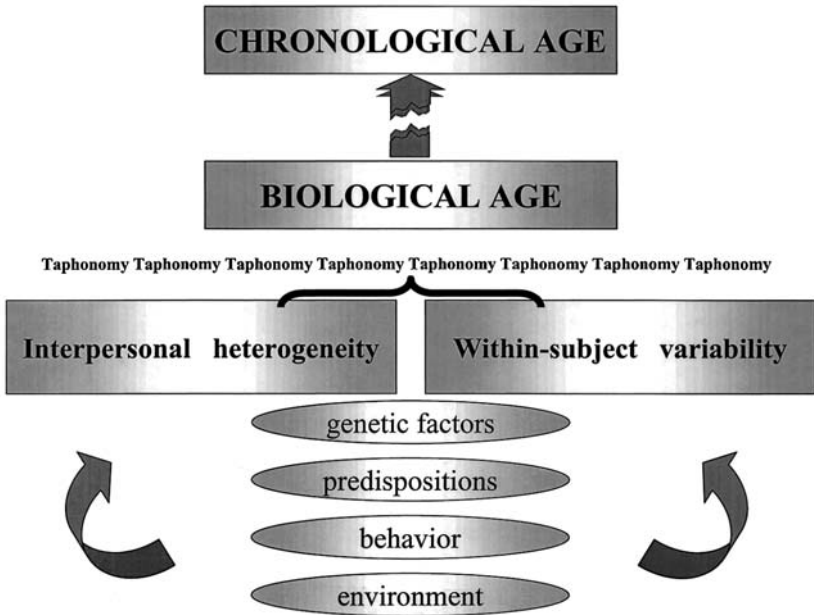 CHRONOLOGICAL AGE
BIOLOGICAL AGE
Taphonomy Taphonomy Taphonomy Taphonomy Taphonomy Taphonomy Taphonomy Taphonomy
Interpersonal heterogeneity
Within-subject variability
genetic factors
predispositions
behavior
environment